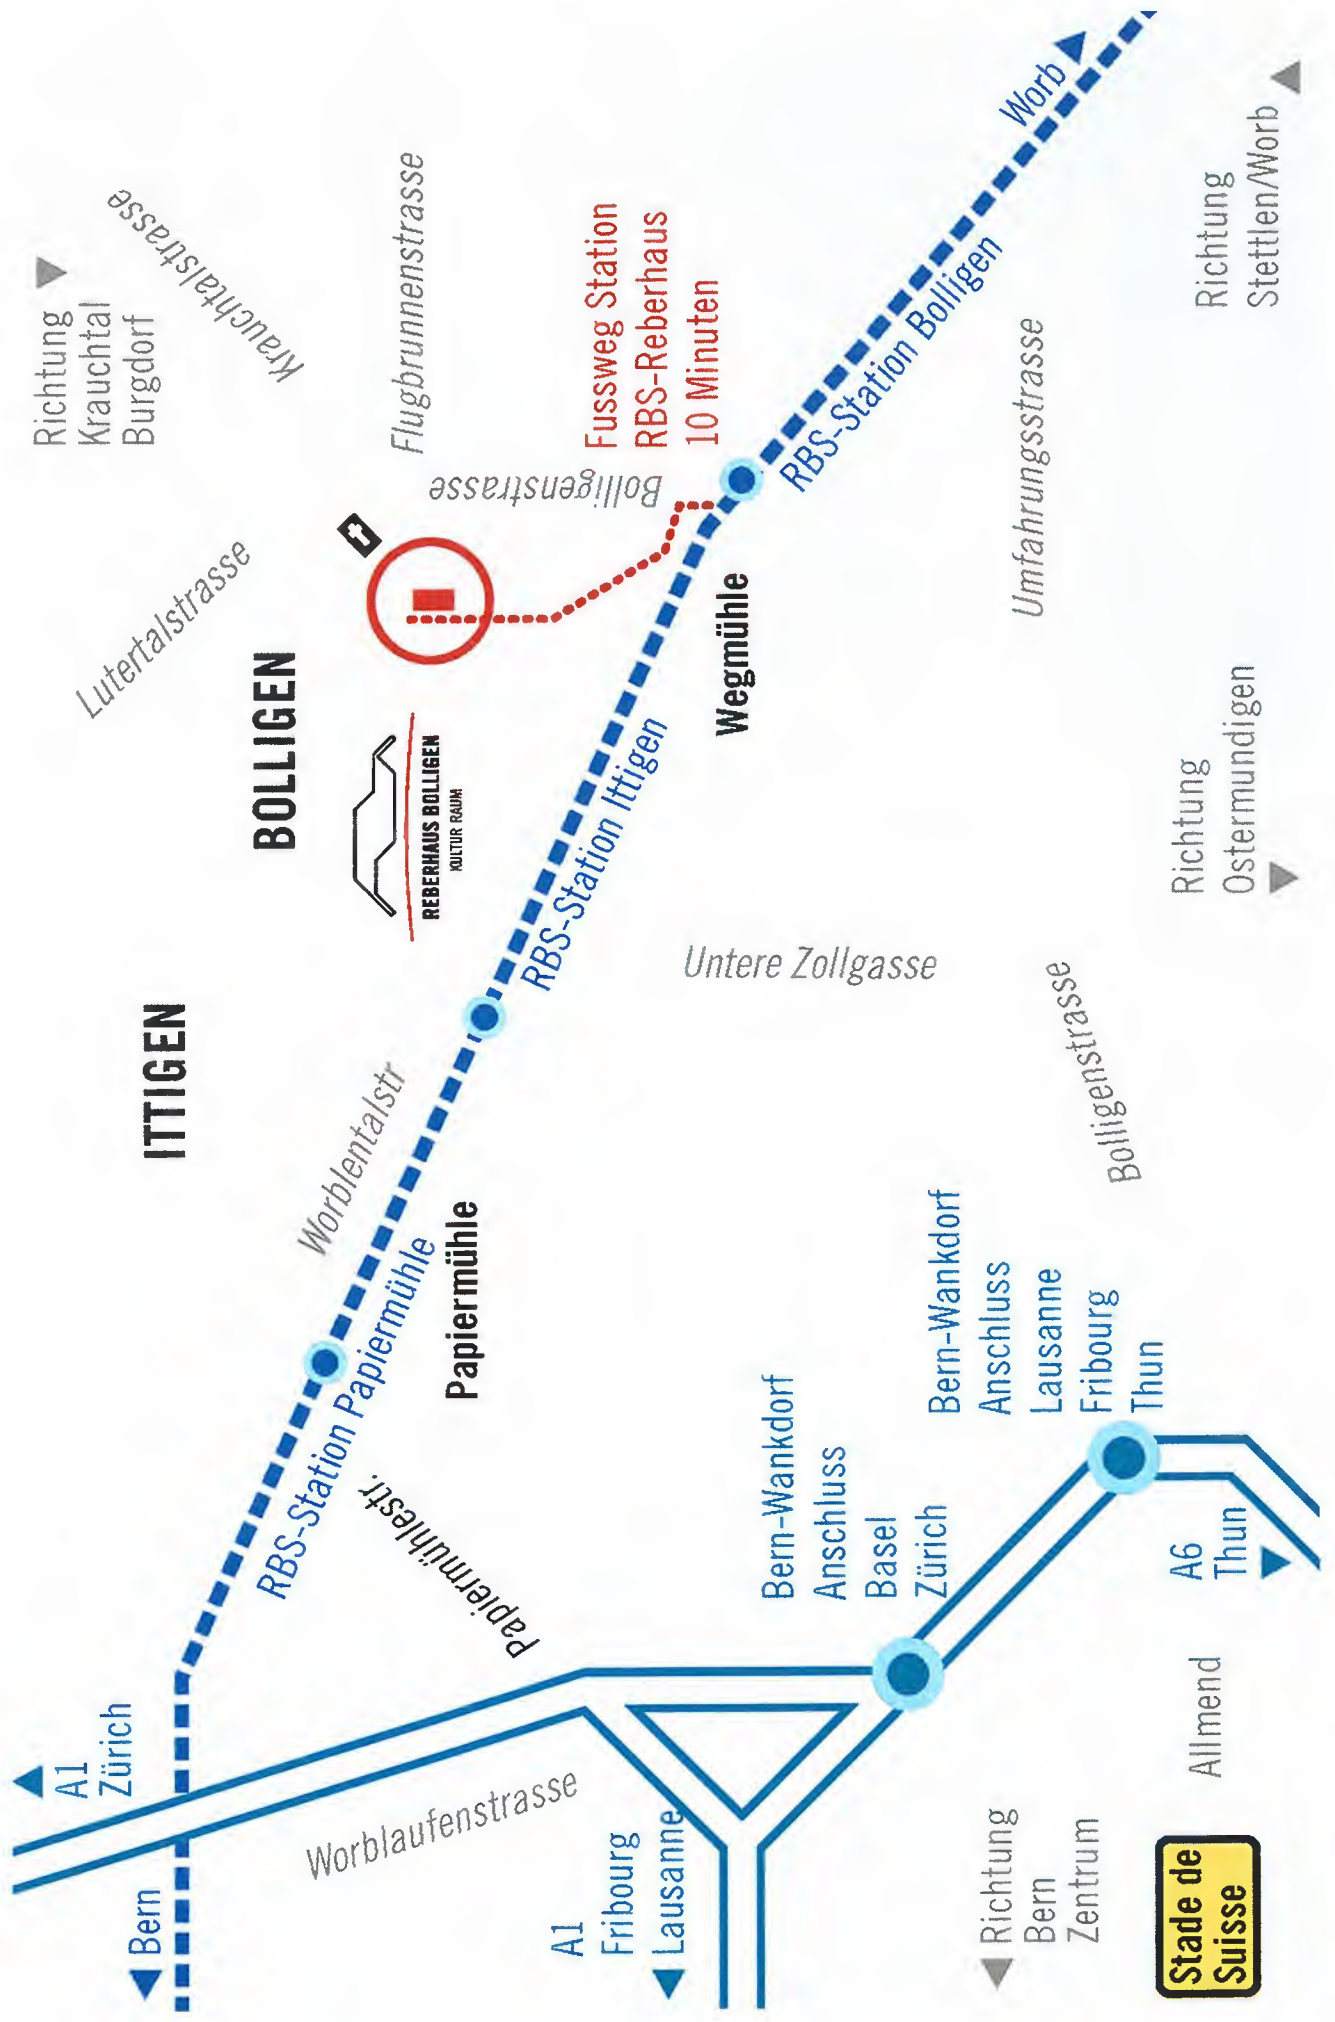 A1
Zürich
Bern
Worblaufenstrasse
A1
Fribourg
Lausanne
Richtung
Bern
Zentrum
Stade de
Suisse
Allmend
A6
Thun
Papiermühlestr.
Bern-Wankdorf
Anschluss
Basel
Zürich
Bern-Wankdorf
Anschluss
Lausanne
Fribourg
Thun
RBS-Station Papiermühle
Papiermühle
Worblentalstr
ITTIGEN
RBS-Station Ittigen
Untere Zollgasse
Bolligenstrasse
Richtung
Ostermundigen
BOLLIGEN
REBERHAUS BOLLIGEN
KULTUR RAUM
Lutertalstrasse
Wegmühle
Umfahrungsstrasse
Richtung
Krauchtal
Burgdorf
Krauchtalstrasse
Flugbrunnenstrasse
Bolligenstrasse
Fussweg Station
RBS-Reberhaus
10 Minuten
RBS-Station Bolligen
Worb
Richtung
Stettlen/Worb